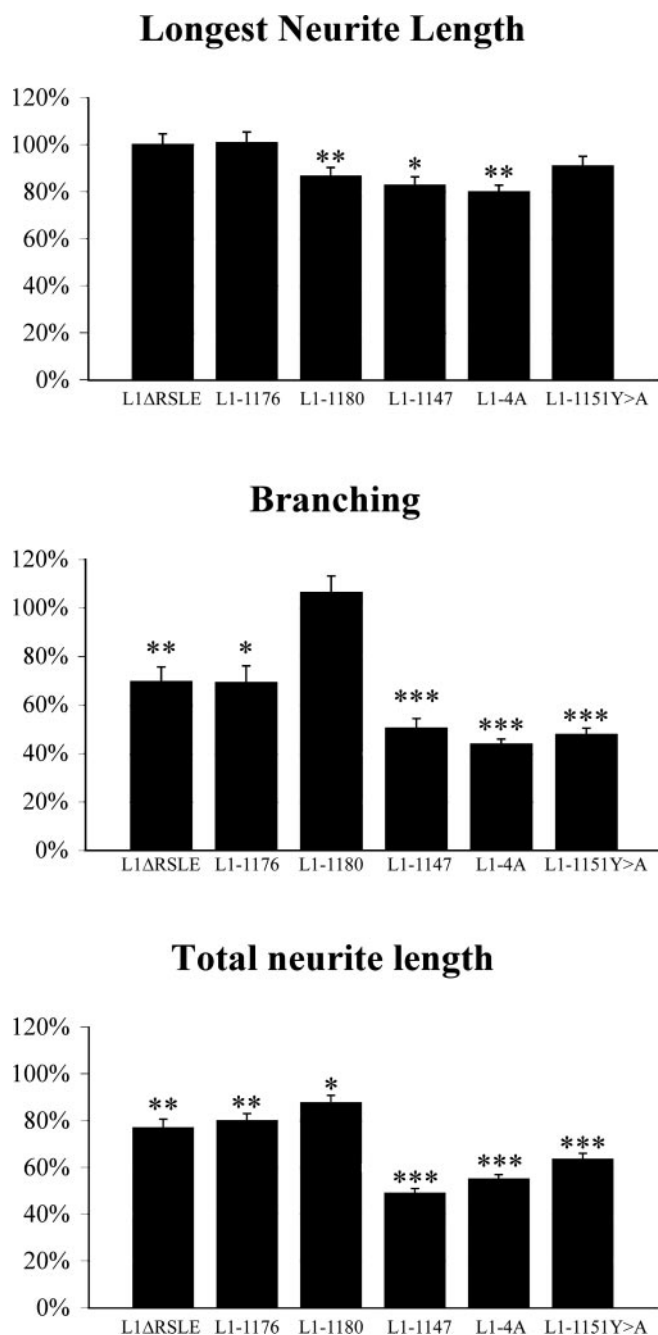 Longest Neurite Length
120%
100%
80%
60%
40%
20%
0%
** * **
L1ΔRSLE L1-1176 L1-1180 L1-1147 L1-4A L1-1151Y>A
Branching
120%
100%
80%
60%
40%
20%
0%
** * *** *** ***
L1ΔRSLE L1-1176 L1-1180 L1-1147 L1-4A L1-1151Y>A
Total neurite length
120%
100%
80%
60%
40%
20%
0%
** ** * *** *** ***
L1ΔRSLE L1-1176 L1-1180 L1-1147 L1-4A L1-1151Y>A